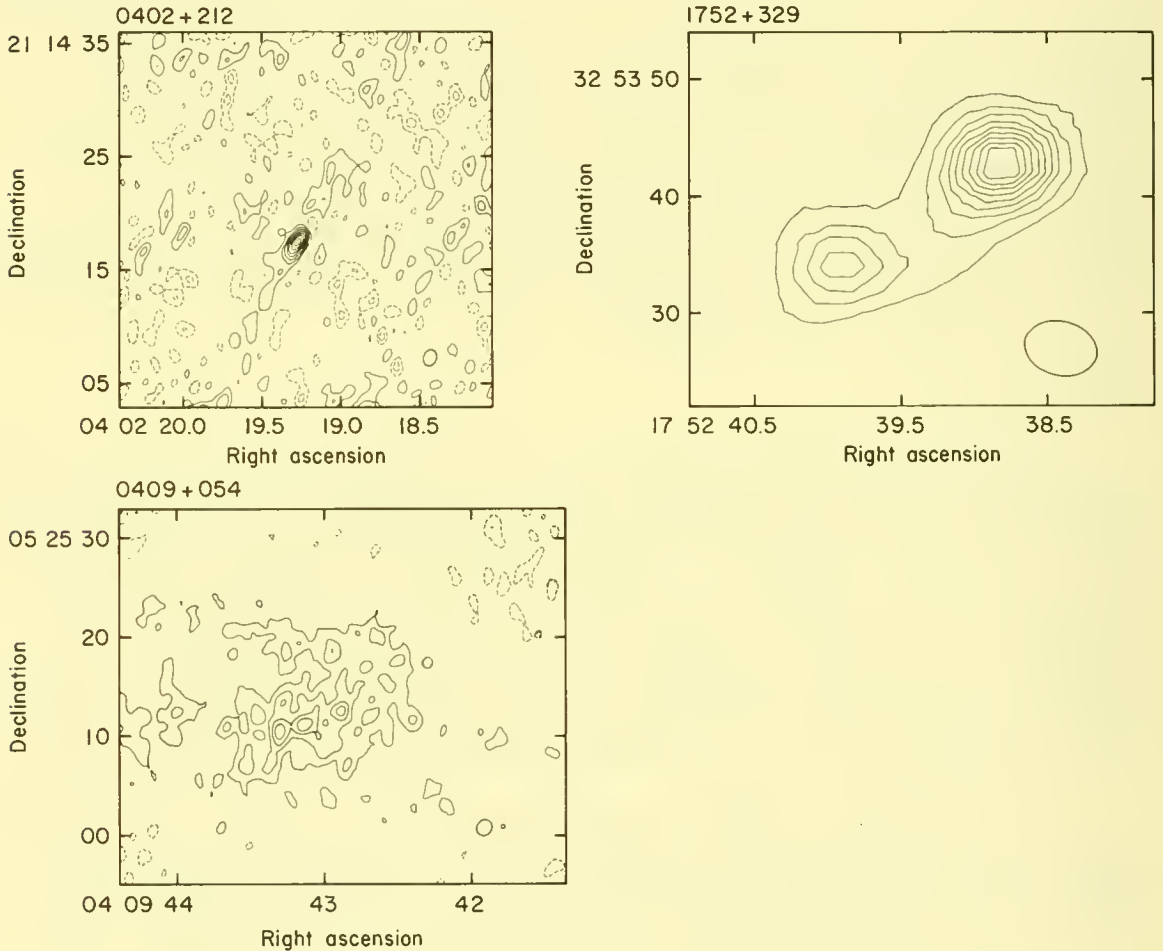 0402+212
21 14 35
25
15
05
Declination
04 02 20.0 19.5 19.0 18.5
Right ascension
1752+329
32 53 50
40
30
Declination
17 52 40.5 39.5 38.5
Right ascension
0409+054
05 25 30
20
10
00
Declination
04 09 44 43 42
Right ascension